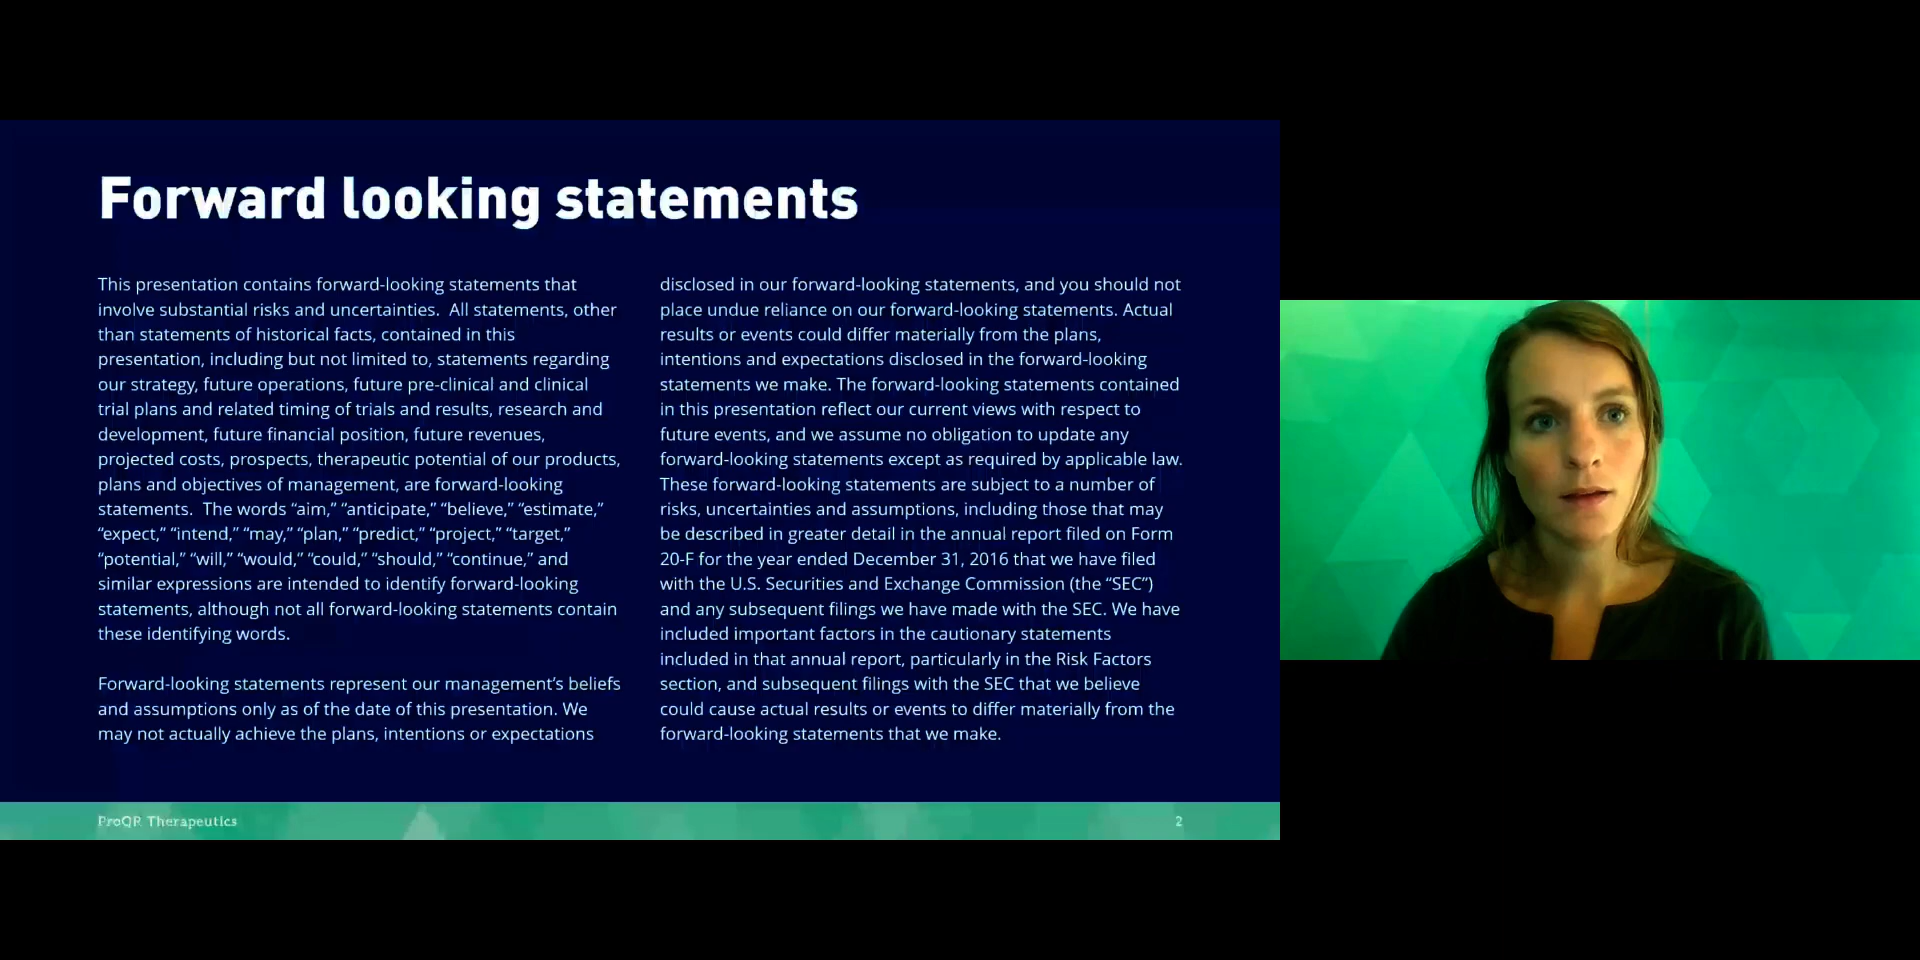 Forward looking statements
This presentation contains forward-looking statements that
involve substantial risks and uncertainties.  All statements, other
than statements of historical facts, contained in this
presentation, including but not limited to, statements regarding
our strategy, future operations, future pre-clinical and clinical
trial plans and related timing of trials and results, research and
development, future financial position, future revenues,
projected costs, prospects, therapeutic potential of our products,
plans and objectives of management, are forward-looking
statements.  The words “aim,” “anticipate,” “believe,” “estimate,”
“expect,” “intend,” “may,” “plan,” “predict,” “project,” “target,”
“potential,” “will,” “would,” “could,” “should,” “continue,” and
similar expressions are intended to identify forward-looking
statements, although not all forward-looking statements contain
these identifying words.
Forward-looking statements represent our management’s beliefs
and assumptions only as of the date of this presentation. We
may not actually achieve the plans, intentions or expectations
disclosed in our forward-looking statements, and you should not
place undue reliance on our forward-looking statements. Actual
results or events could differ materially from the plans,
intentions and expectations disclosed in the forward-looking
statements we make. The forward-looking statements contained
in this presentation reflect our current views with respect to
future events, and we assume no obligation to update any
forward-looking statements except as required by applicable law.
These forward-looking statements are subject to a number of
risks, uncertainties and assumptions, including those that may
be described in greater detail in the annual report filed on Form
20-F for the year ended December 31, 2016 that we have filed
with the U.S. Securities and Exchange Commission (the “SEC”)
and any subsequent filings we have made with the SEC. We have
included important factors in the cautionary statements
included in that annual report, particularly in the Risk Factors
section, and subsequent filings with the SEC that we believe
could cause actual results or events to differ materially from the
forward-looking statements that we make.
ProQR Therapeutics
2